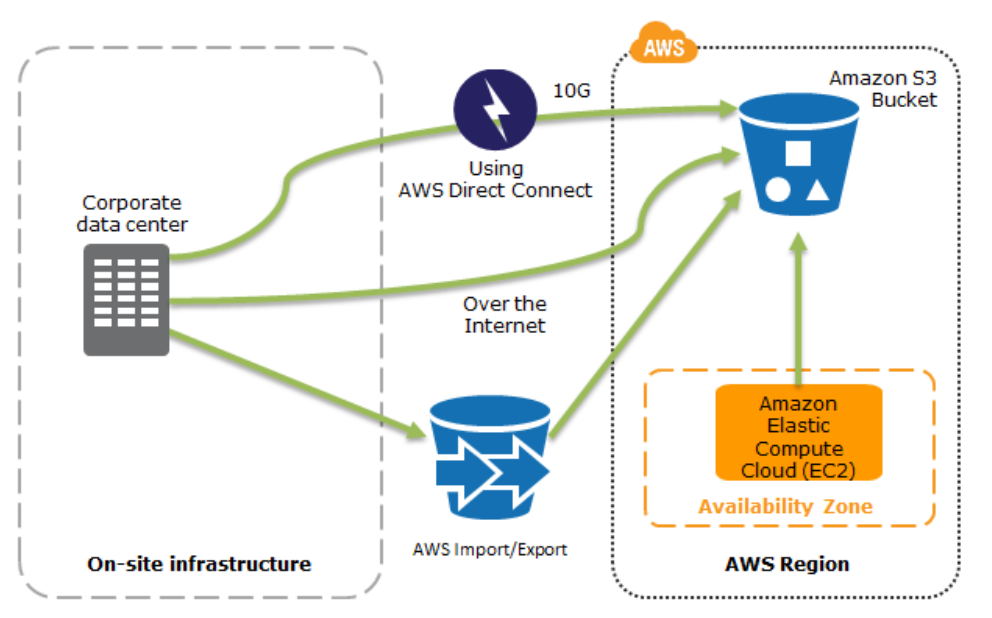 AWS
Amazon S3
Bucket
10G
Using
AWS Direct Connect
Corporate
data center
Over the
Internet
Amazon
Elastic
Compute
Cloud (EC2)
Availability Zone
AWS Import/Export
On-site infrastructure
AWS Region